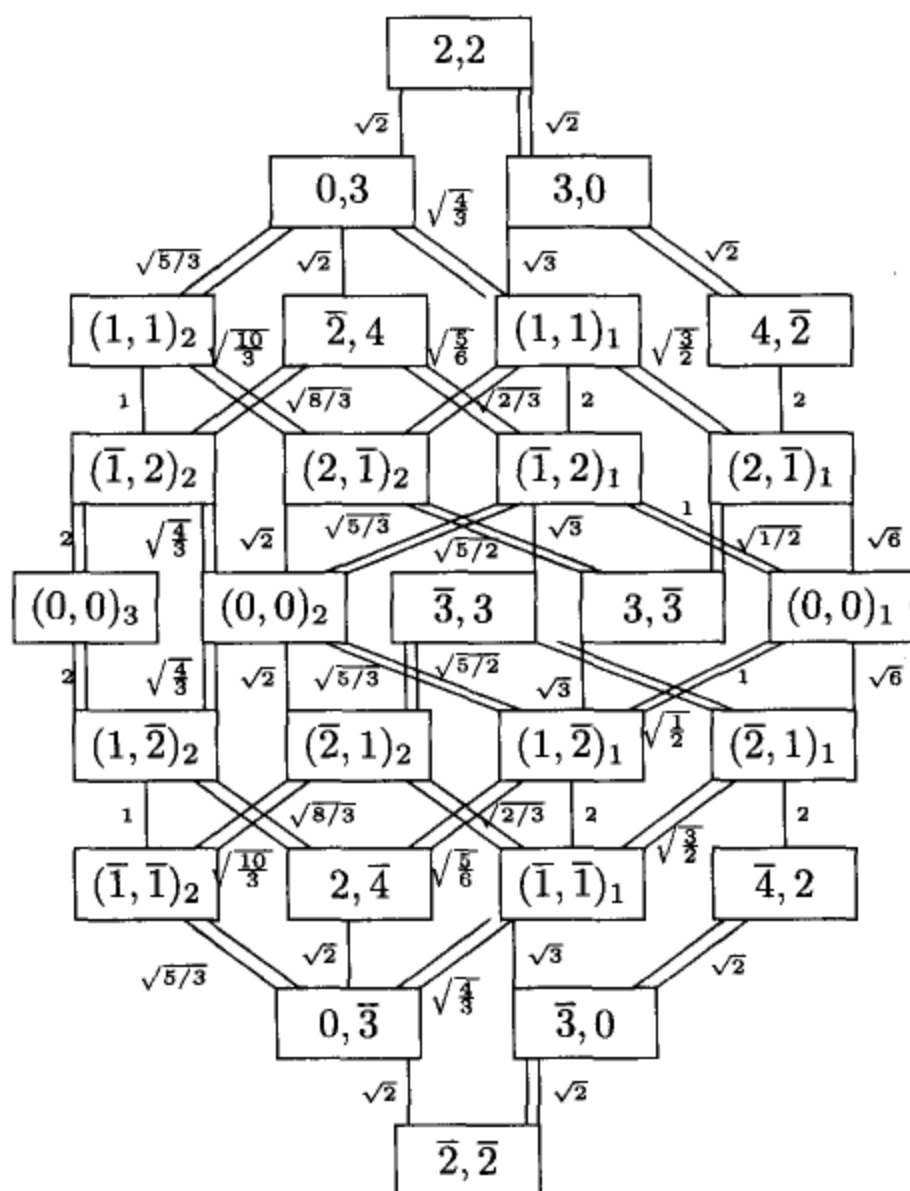 2,2
√2 √2
0,3 3,0
√(4/3)
√(5/3) √2 √3 √2
(1,1)₂ 2̅,4 (1,1)₁ 4,2̅
√(10/3) √(5/6) √(3/2)
1 √(8/3) √(2/3) 2 2
(1̅,2)₂ (2,1̅)₂ (1̅,2)₁ (2,1̅)₁
2 √(4/3) √2 √(5/3) √(5/2) √3 1 √(1/2) √6
(0,0)₃ (0,0)₂ 3̅,3 3,3̅ (0,0)₁
2 √(4/3) √2 √(5/3) √(5/2) √3 1 √6
√(1/2)
(1,2̅)₂ (2̅,1)₂ (1,2̅)₁ (2̅,1)₁
1 √(8/3) √(2/3) 2 2
√(10/3) √(5/6) √(3/2)
(1̅,1̅)₂ 2,4̅ (1̅,1̅)₁ 4̅,2
√(5/3) √2 √3 √2
√(4/3)
0,3̅ 3̅,0
√2 √2
2̅,2̅